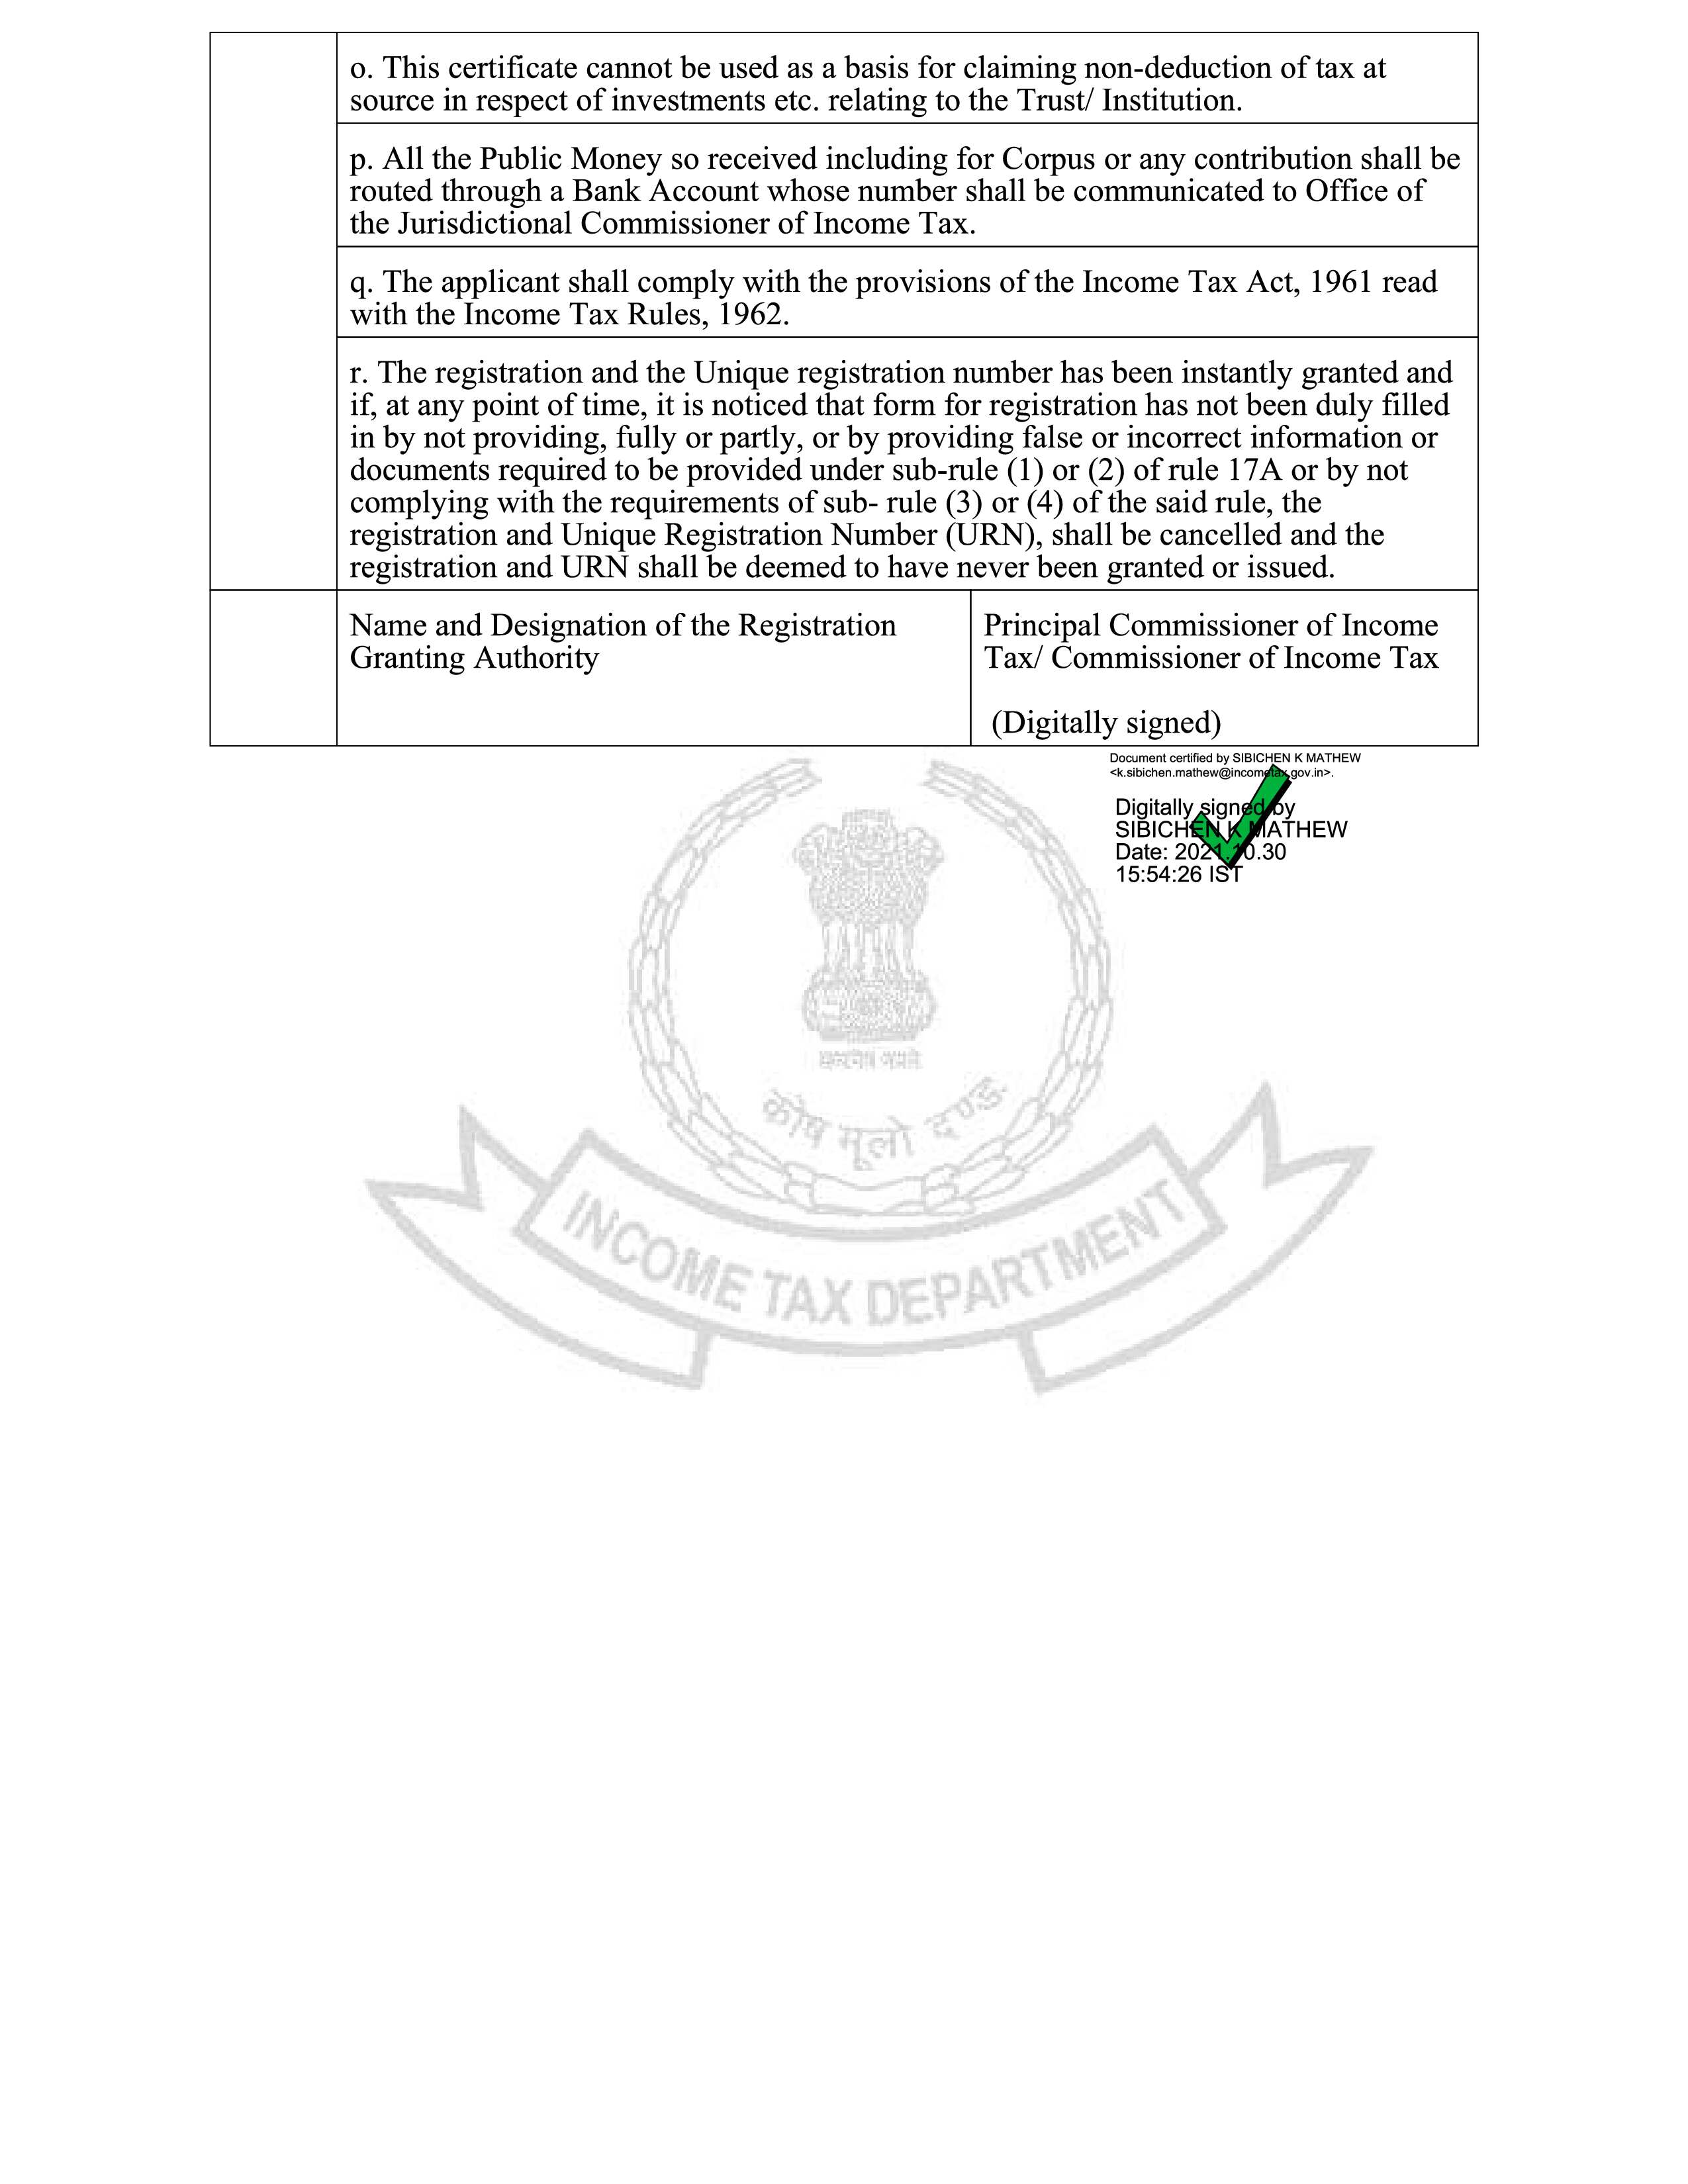 o. This certificate cannot be used as a basis for claiming non-deduction of tax at
source in respect of investments etc. relating to the Trust/ Institution.
p. All the Public Money so received including for Corpus or any contribution shall be
routed through a Bank Account whose number shall be communicated to Office of
the Jurisdictional Commissioner of Income Tax.
q. The applicant shall comply with the provisions of the Income Tax Act, 1961 read
with the Income Tax Rules, 1962.
r. The registration and the Unique registration number has been instantly granted and
if, at any point of time, it is noticed that form for registration has not been duly filled
in by not providing, fully or partly, or by providing false or incorrect information or
documents required to be provided under sub-rule (1) or (2) of rule 17A or by not
complying with the requirements of sub- rule (3) or (4) of the said rule, the
registration and Unique Registration Number (URN), shall be cancelled and the
registration and URN shall be deemed to have never been granted or issued.
Name and Designation of the Registration
Granting Authority
Principal Commissioner of Income
Tax/ Commissioner of Income Tax
(Digitally signed)
Document certified by SIBICHEN K MATHEW
<k.sibichen.mathew@incometax.gov.in>.
Digitally signed by
SIBICHEN K MATHEW
Date: 2021.10.30
15:54:26 IST
सत्यमेव जयते
कोष मूलो दण्ड
INCOME TAX DEPARTMENT